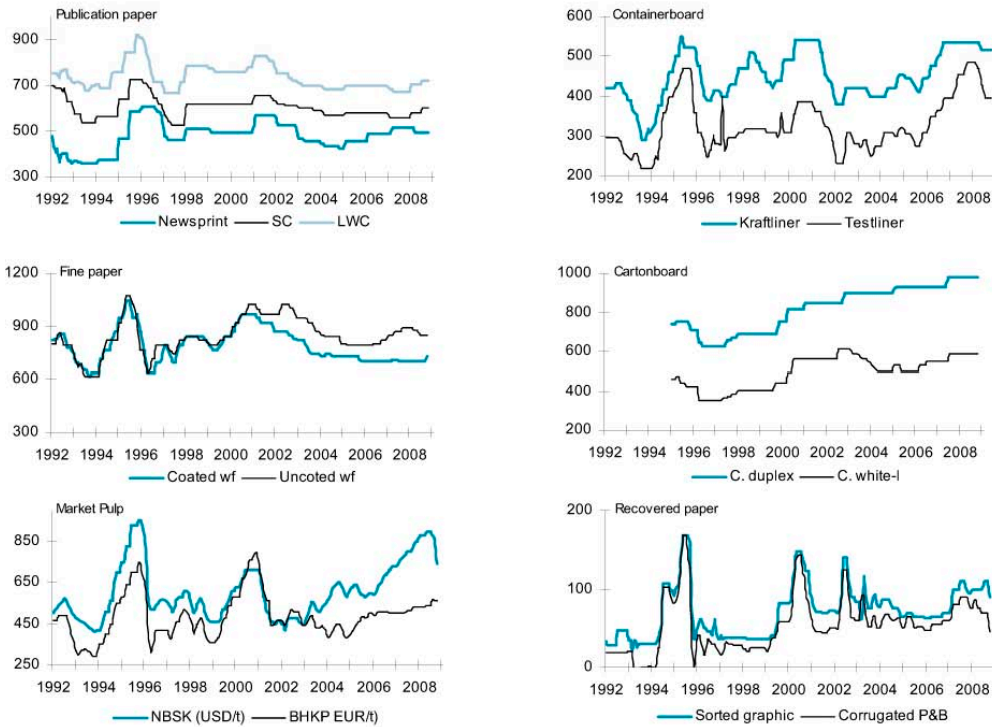 Publication paper
900
700
500
300
1992 1994 1996 1998 2000 2002 2004 2006 2008
Newsprint SC LWC
Containerboard
600
500
400
300
200
1992 1994 1996 1998 2000 2002 2004 2006 2008
Kraftliner Testliner
Fine paper
1200
900
600
300
1992 1994 1996 1998 2000 2002 2004 2006 2008
Coated wf Uncoted wf
Cartonboard
1000
800
600
400
200
1992 1994 1996 1998 2000 2002 2004 2006 2008
C. duplex C. white-l
Market Pulp
850
650
450
250
1992 1994 1996 1998 2000 2002 2004 2006 2008
NBSK (USD/t) BHKP EUR/t)
Recovered paper
200
100
0
1992 1994 1996 1998 2000 2002 2004 2006 2008
Sorted graphic Corrugated P&B